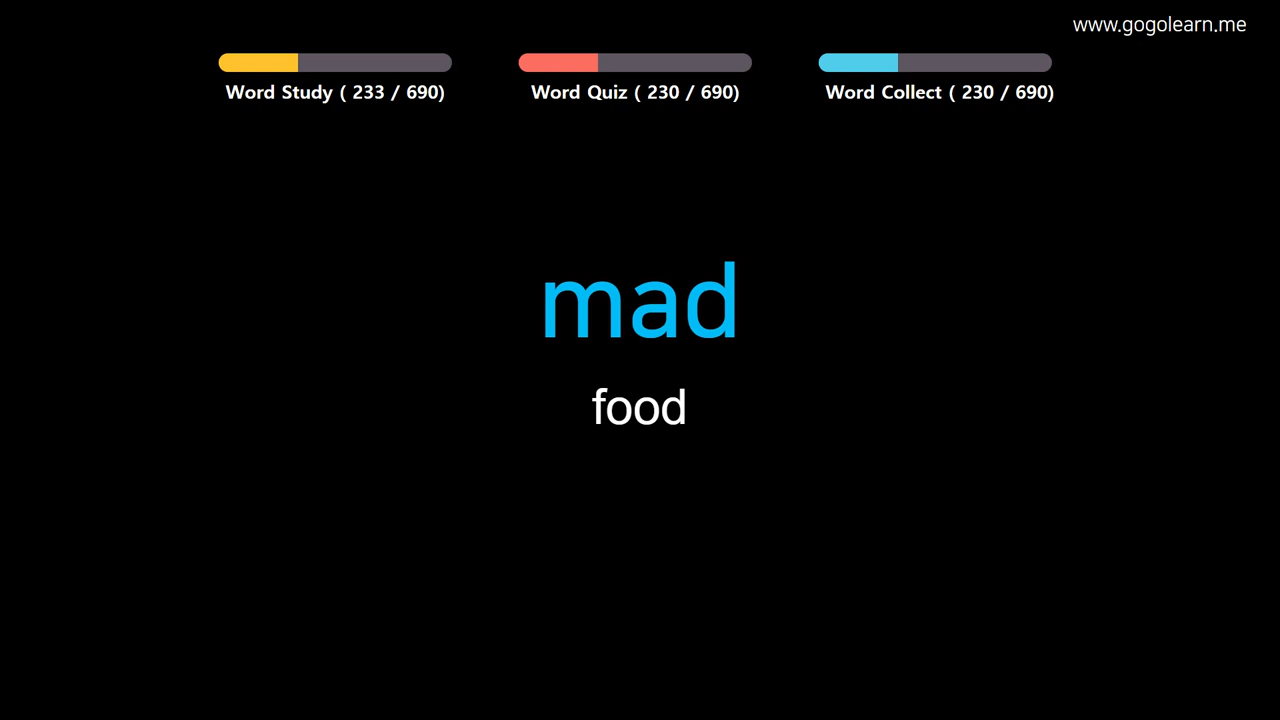 www.gogolearn.me
Word Study ( 233 / 690)
Word Quiz ( 230 / 690)
Word Collect ( 230 / 690)
mad
food